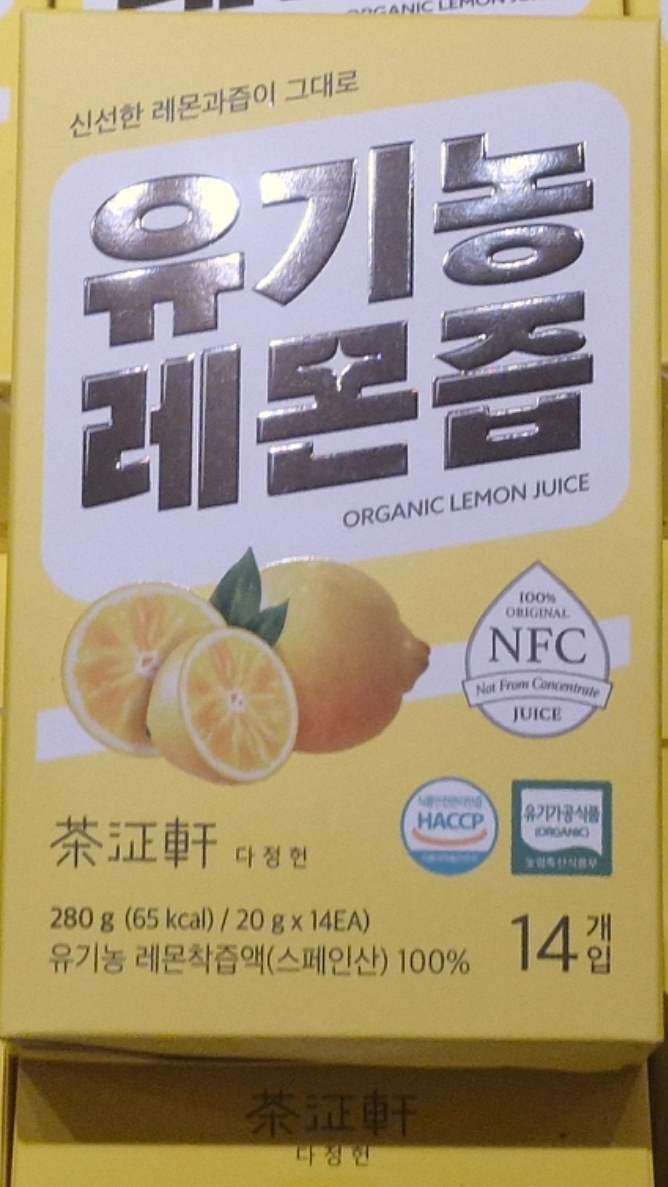 ORGANIC LEMON
신선한 레몬과즙이 그대로
유기농
레몬즙
ORGANIC LEMON JUICE
100%
ORIGINAL
NFC
Not From Concentrate
JUICE
HACCP
유기가공식품
(ORGANIC)
농림축산식품부
茶沍軒 다정헌
280 g (65 kcal) / 20 g x 14EA)
유기농 레몬착즙액(스페인산) 100%
14개입
茶沍軒
다정헌